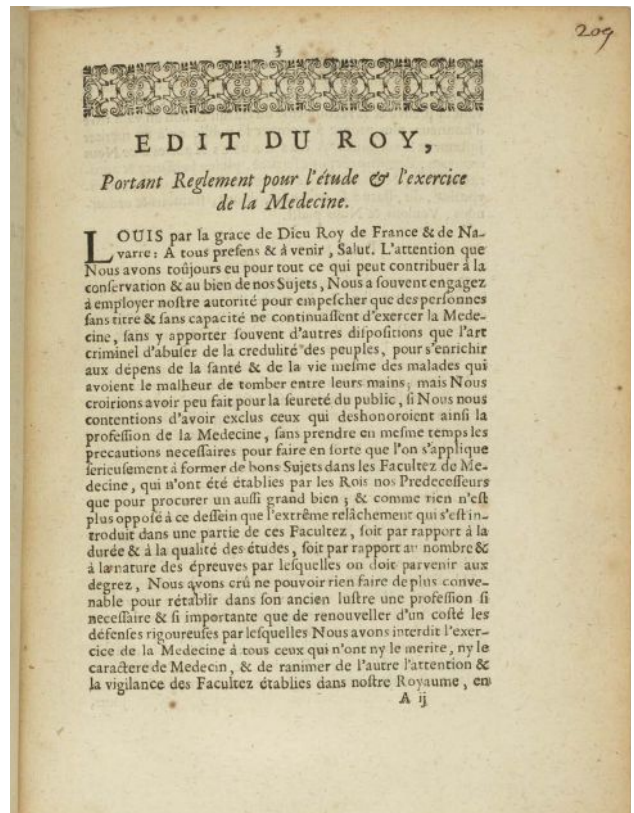 209
3
EDIT DU ROY,
Portant Reglement pour l'étude & l'exercice
de la Medecine.
LOUIS par la grace de Dieu Roy de France & de Na-
varre: A tous preſens & à venir, Salut. L'attention que
Nous avons toûjours eu pour tout ce qui peut contribuer à la
conſervation & au bien de nos Sujets, Nous a ſouvent engagez
à employer noſtre autorité pour empeſcher que des perſonnes
ſans titre & ſans capacité ne continuaſſent d'exercer la Mede-
cine, ſans y apporter ſouvent d'autres diſpoſitions que l'art
criminel d'abuſer de la credulité des peuples, pour s'enrichir
aux dépens de la ſanté & de la vie meſme des malades qui
avoient le malheur de tomber entre leurs mains; mais Nous
croirions avoir peu fait pour la ſeureté du public, ſi Nous nous
contentions d'avoir exclus ceux qui deshonoroient ainſi la
profeſſion de la Medecine, ſans prendre en meſme temps les
precautions neceſſaires pour faire en ſorte que l'on s'applique
ſerieuſement à former de bons Sujets dans les Facultez de Me-
decine, qui n'ont été établies par les Rois nos Predeceſſeurs
que pour procurer un auſſi grand bien; & comme rien n'eſt
plus oppoſé à ce deſſein que l'extrême relâchement qui s'eſt in-
troduit dans une partie de ces Facultez, ſoit par rapport à la
durée & à la qualité des études, ſoit par rapport au nombre &
à la nature des épreuves par leſquelles on doit parvenir aux
degrez, Nous avons crû ne pouvoir rien faire de plus conve-
nable pour rétablir dans ſon ancien luſtre une profeſſion ſi
neceſſaire & ſi importante que de renouveller d'un coſté les
défenſes rigoureuſes par leſquelles Nous avons interdit l'exer-
cice de la Medecine à tous ceux qui n'ont ny le merite, ny le
caractere de Medecin, & de ranimer de l'autre l'attention &
la vigilance des Facultez établies dans noſtre Royaume, en
A ij